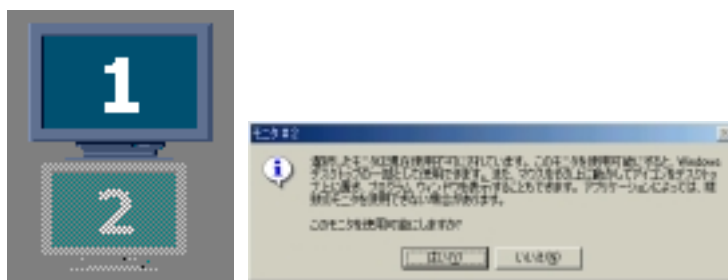 1
2
モニタ #2
選択したモニタは現在使用不可にされています。このモニタを使用可能にすると、Windows
デスクトップの一部として使用できます。また、マウスをその上に動かしてアイコンをデスクトッ
プ上に置き、プログラム ウィンドウを表示することもできます。アプリケーションによっては、複
数のモニタを使用できない場合があります。
このモニタを使用可能にしますか?
はい(Y)
いいえ(N)